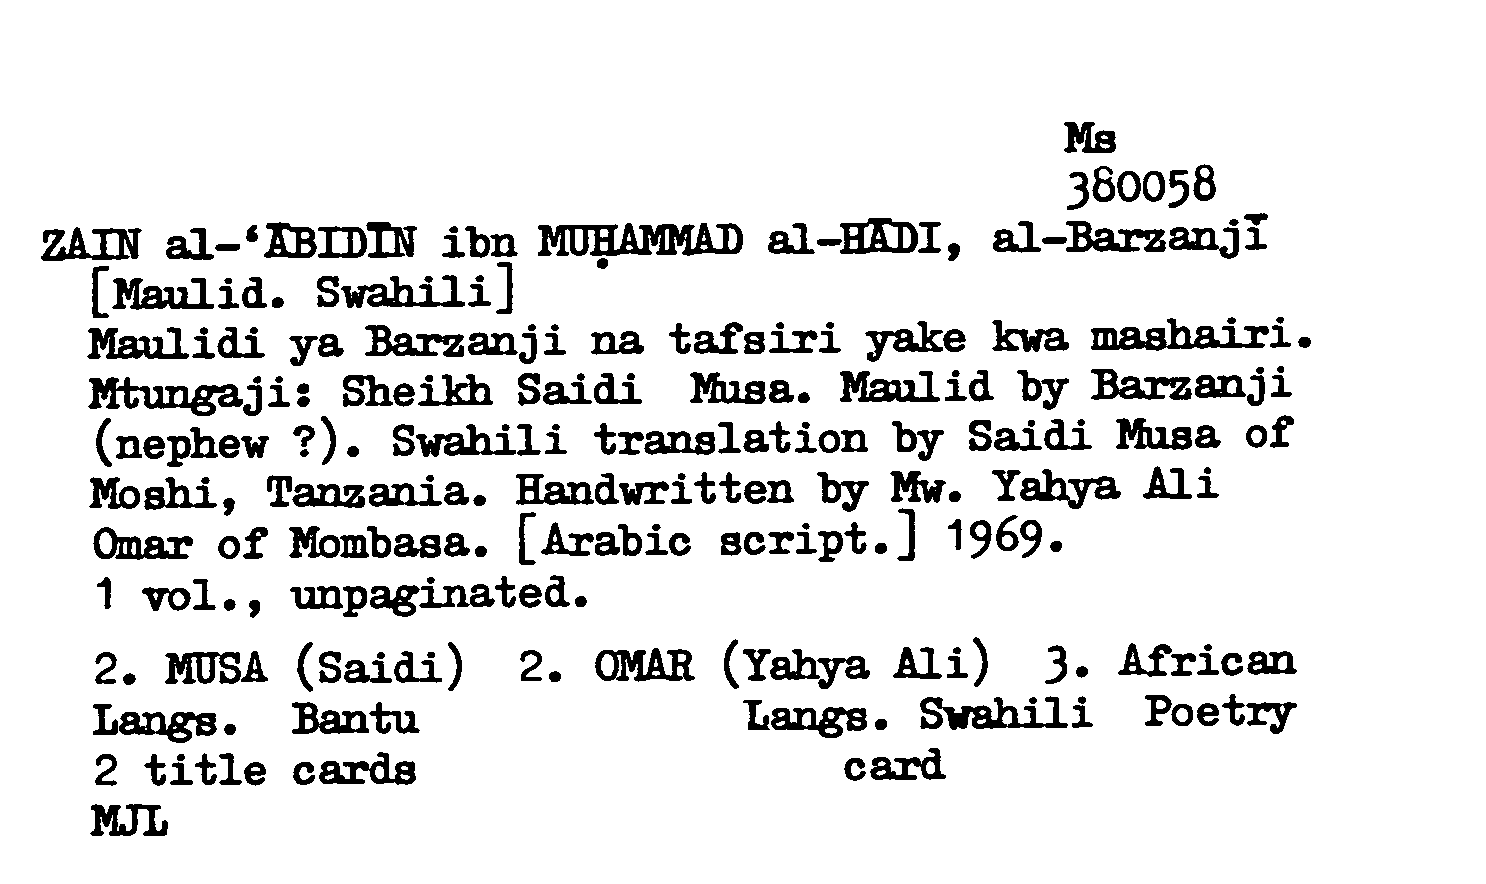 Ms
380058
ZAIN al-‘ĀBIDĪN ibn MUḤAMMAD al-HĀDI, al-Barzanjī
[Maulid. Swahili]
Maulidi ya Barzanji na tafsiri yake kwa mashairi.
Mtungaji: Sheikh Saidi Musa. Maulid by Barzanji
(nephew ?). Swahili translation by Saidi Musa of
Moshi, Tanzania. Handwritten by Mw. Yahya Ali
Omar of Mombasa. [Arabic script.] 1969.
1 vol., unpaginated.
2. MUSA (Saidi) 2. OMAR (Yahya Ali) 3. African
Langs. Bantu Langs. Swahili Poetry
2 title cards card
MJL